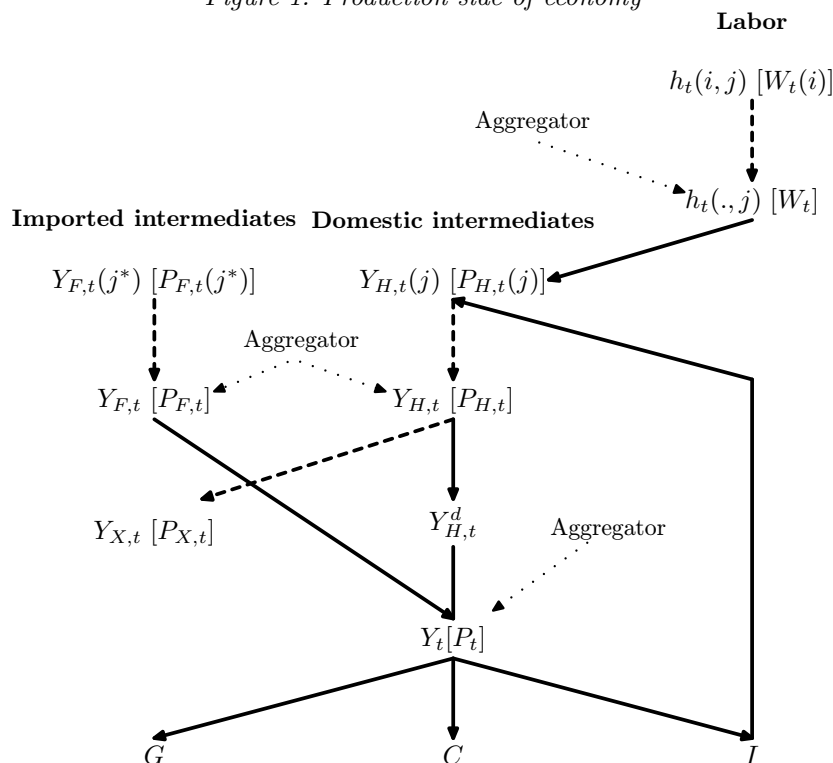 Figure 1: Production side of economy
Labor
h_t(i, j) [W_t(i)]
Aggregator
h_t(., j) [W_t]
Imported intermediates Domestic intermediates
Y_{F,t}(j*) [P_{F,t}(j*)] Y_{H,t}(j) [P_{H,t}(j)]
Aggregator
Y_{F,t} [P_{F,t}] Y_{H,t} [P_{H,t}]
Y_{X,t} [P_{X,t}] Y^d_{H,t} Aggregator
Y_t[P_t]
G C I